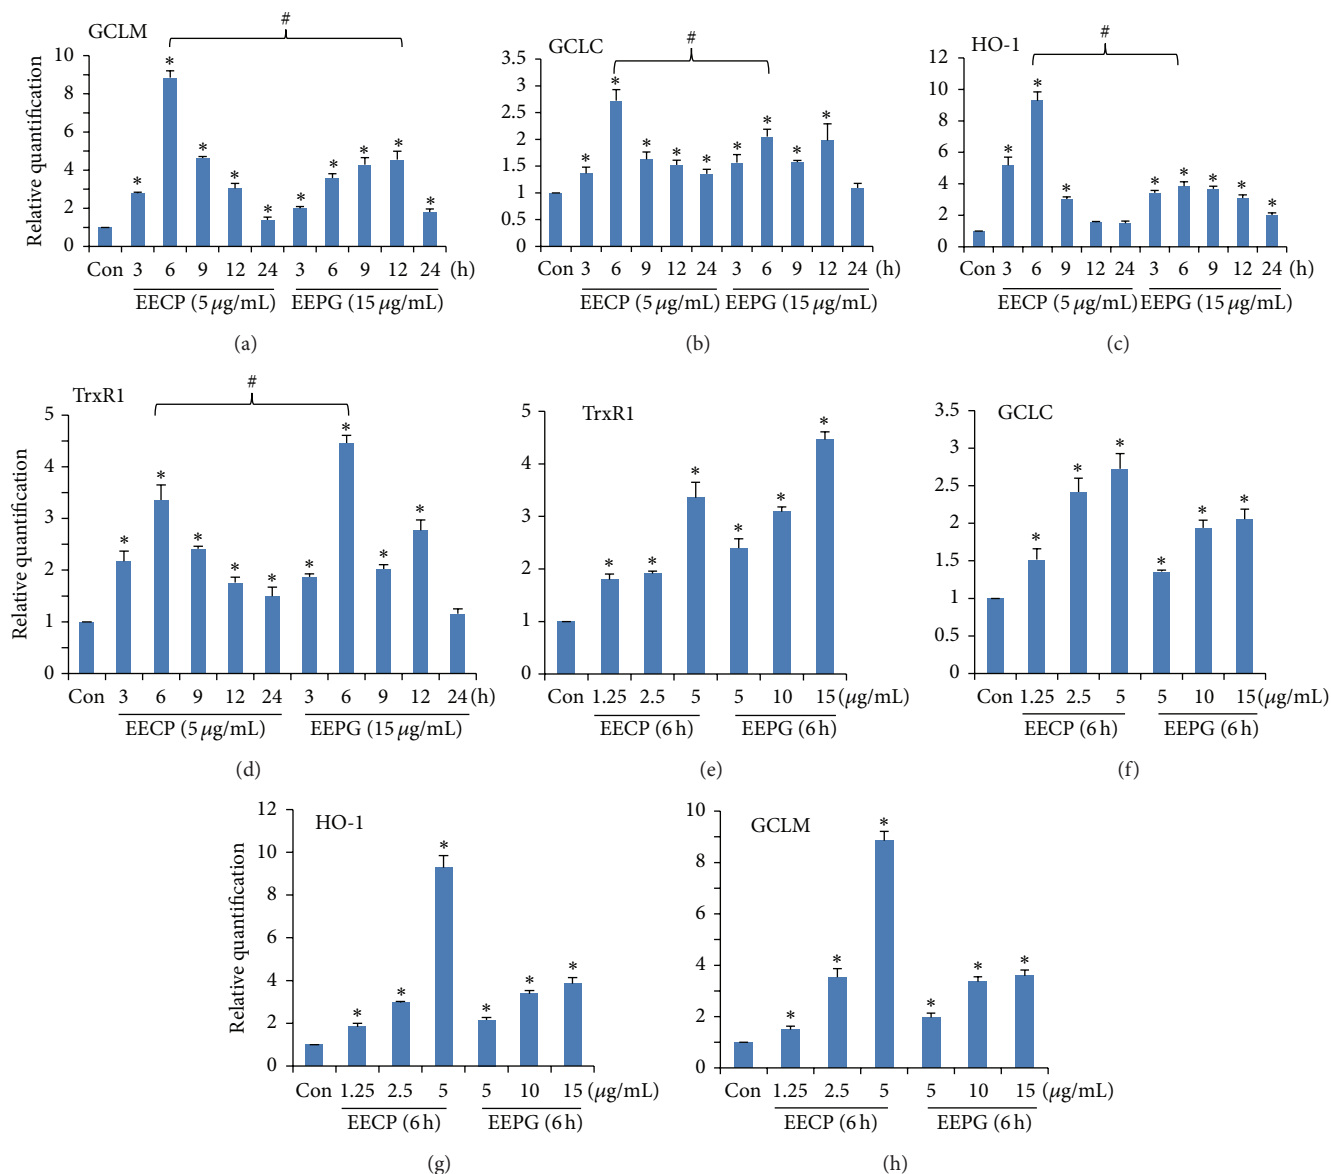 GCLM
#
Relative quantification
10
8
6
4
2
0
* * * * * * * * * *
Con 3 6 9 12 24 3 6 9 12 24 (h)
EECP (5 μg/mL) EEPG (15 μg/mL)
(a)
GCLC
#
3.5
3
2.5
2
1.5
1
0.5
0
* * * * * * * * *
Con 3 6 9 12 24 3 6 9 12 24 (h)
EECP (5 μg/mL) EEPG (15 μg/mL)
(b)
HO-1
#
12
10
8
6
4
2
0
* * * * * * * *
Con 3 6 9 12 24 3 6 9 12 24 (h)
EECP (5 μg/mL) EEPG (15 μg/mL)
(c)
TrxR1
#
Relative quantification
5
4
3
2
1
0
* * * * * * * * *
Con 3 6 9 12 24 3 6 9 12 24 (h)
EECP (5 μg/mL) EEPG (15 μg/mL)
(d)
TrxR1
5
4
3
2
1
0
* * * * * *
Con 1.25 2.5 5 5 10 15 (μg/mL)
EECP (6 h) EEPG (6 h)
(e)
GCLC
3.5
3
2.5
2
1.5
1
0.5
0
* * * * * *
Con 1.25 2.5 5 5 10 15 (μg/mL)
EECP (6 h) EEPG (6 h)
(f)
HO-1
Relative quantification
12
10
8
6
4
2
0
* * * * * *
Con 1.25 2.5 5 5 10 15 (μg/mL)
EECP (6 h) EEPG (6 h)
(g)
GCLM
10
8
6
4
2
0
* * * * * *
Con 1.25 2.5 5 5 10 15 (μg/mL)
EECP (6 h) EEPG (6 h)
(h)